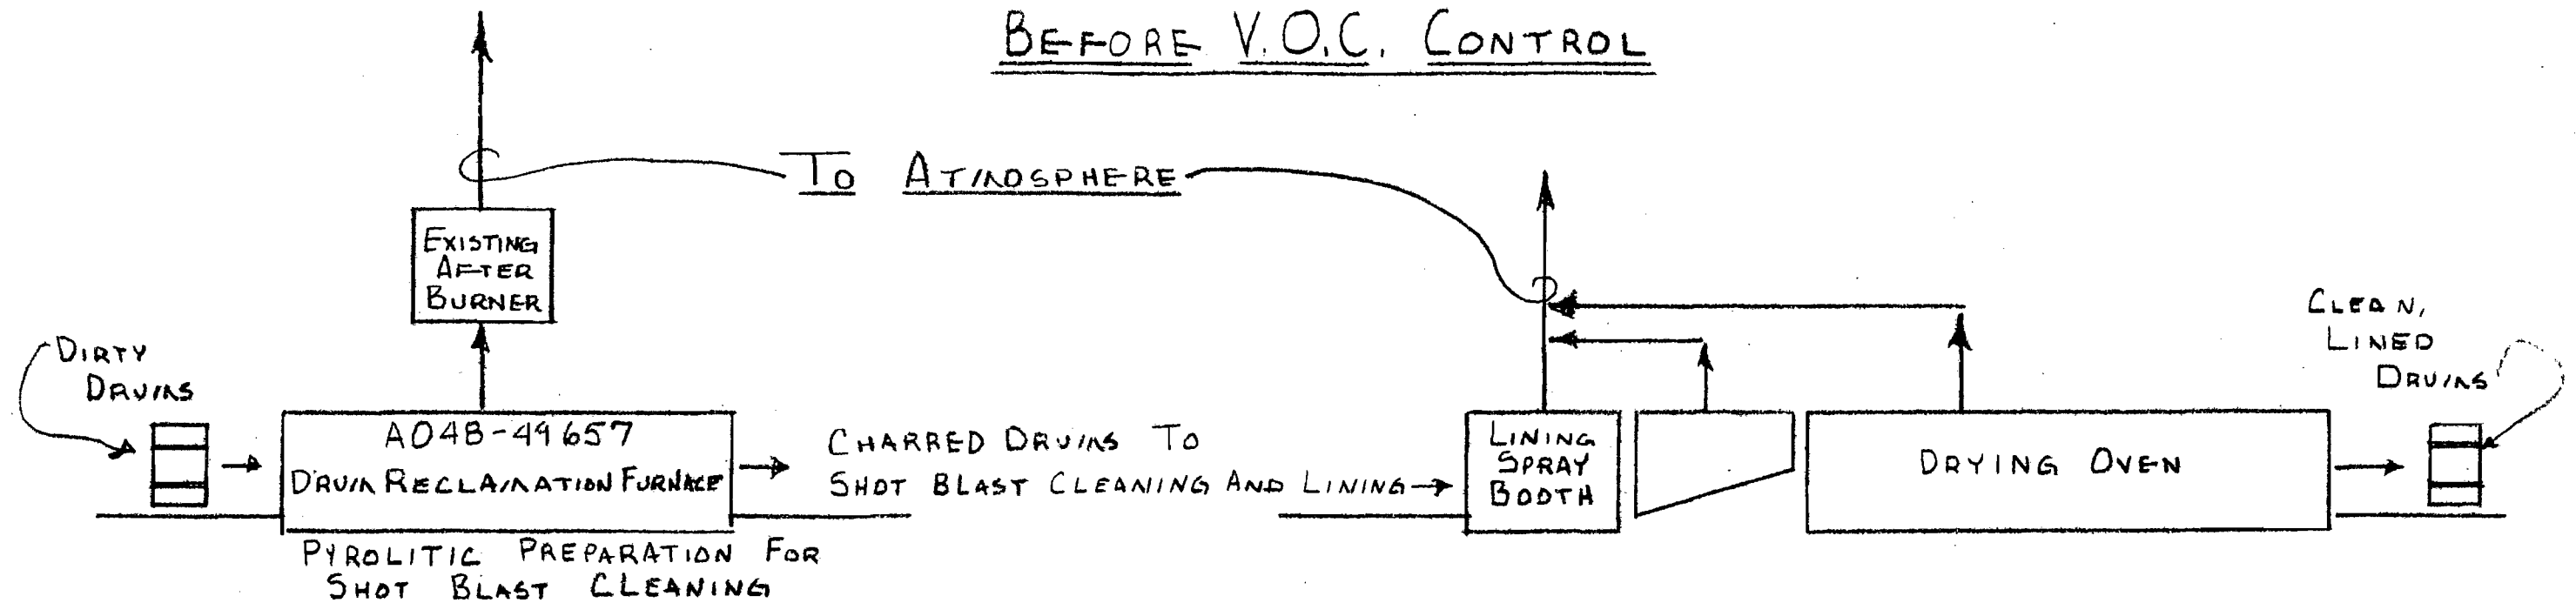 BEFORE V.O.C. CONTROL
TO ATMOSPHERE
EXISTING
AFTER
BURNER
DIRTY
DRUMS
AO4B-49657
DRUM RECLAMATION FURNACE
PYROLITIC PREPARATION FOR
SHOT BLAST CLEANING
CHARRED DRUMS TO
SHOT BLAST CLEANING AND LINING
LINING
SPRAY
BOOTH
DRYING OVEN
CLEAN,
LINED
DRUMS